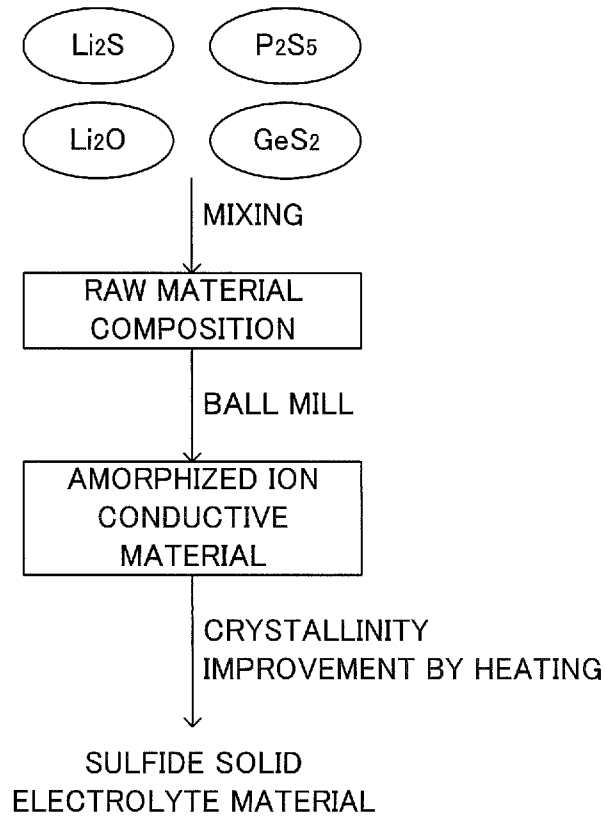 Li2S
P2S5
Li2O
GeS2
MIXING
RAW MATERIAL
COMPOSITION
BALL MILL
AMORPHIZED ION
CONDUCTIVE
MATERIAL
CRYSTALLINITY
IMPROVEMENT BY HEATING
SULFIDE SOLID
ELECTROLYTE MATERIAL